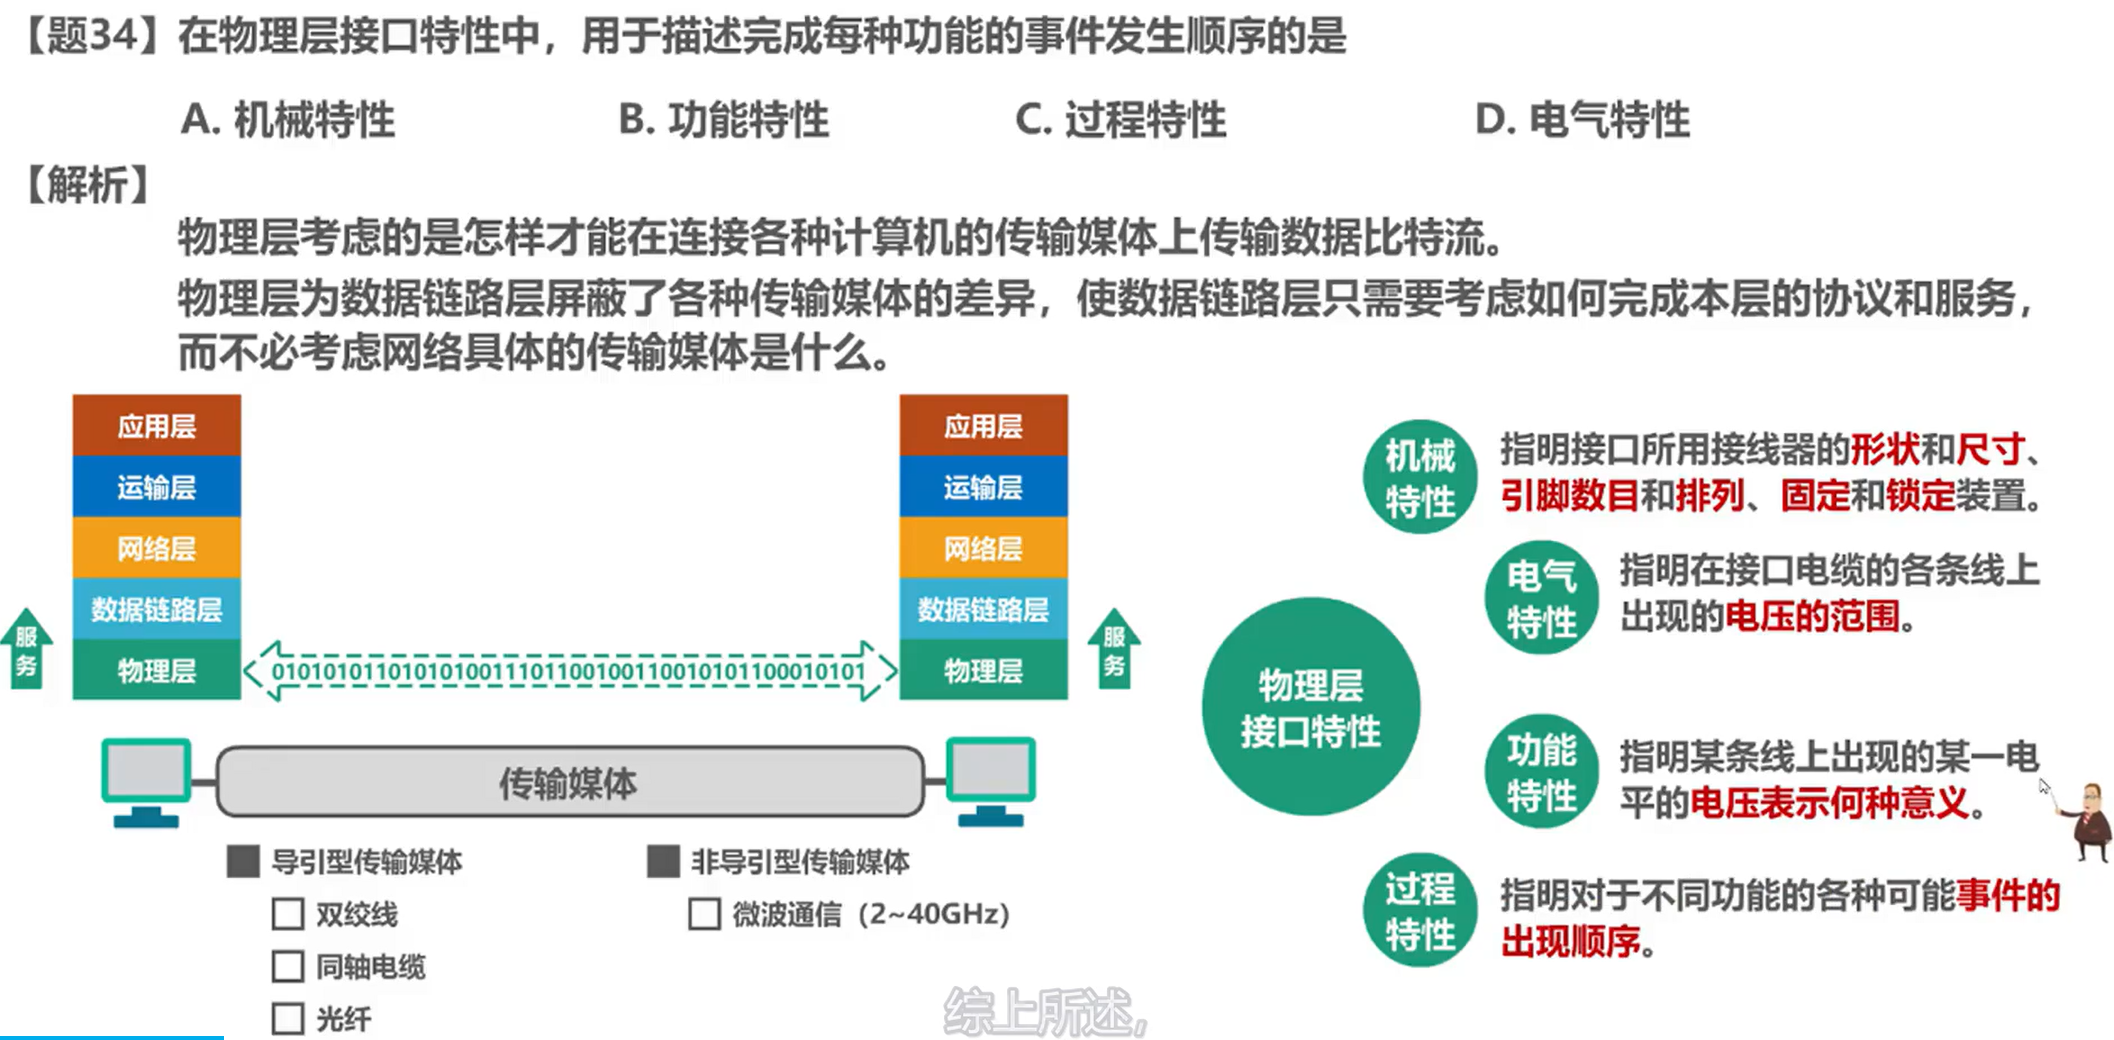 【题34】在物理层接口特性中，用于描述完成每种功能的事件发生顺序的是
A. 机械特性
B. 功能特性
C. 过程特性
D. 电气特性
【解析】
物理层考虑的是怎样才能在连接各种计算机的传输媒体上传输数据比特流。
物理层为数据链路层屏蔽了各种传输媒体的差异，使数据链路层只需要考虑如何完成本层的协议和服务，
而不必考虑网络具体的传输媒体是什么。
应用层
运输层
网络层
数据链路层
物理层
服
务
010101011010101001110110010011001010110001010​1
应用层
运输层
网络层
数据链路层
物理层
服
务
传输媒体
导引型传输媒体
双绞线
同轴电缆
光纤
非导引型传输媒体
微波通信（2~40GHz）
物理层
接口特性
机械
特性
指明接口所用接线器的形状和尺寸、
引脚数目和排列、固定和锁定装置。
电气
特性
指明在接口电缆的各条线上
出现的电压的范围。
功能
特性
指明某条线上出现的某一电
平的电压表示何种意义。
过程
特性
指明对于不同功能的各种可能事件的
出现顺序。
综上所述，